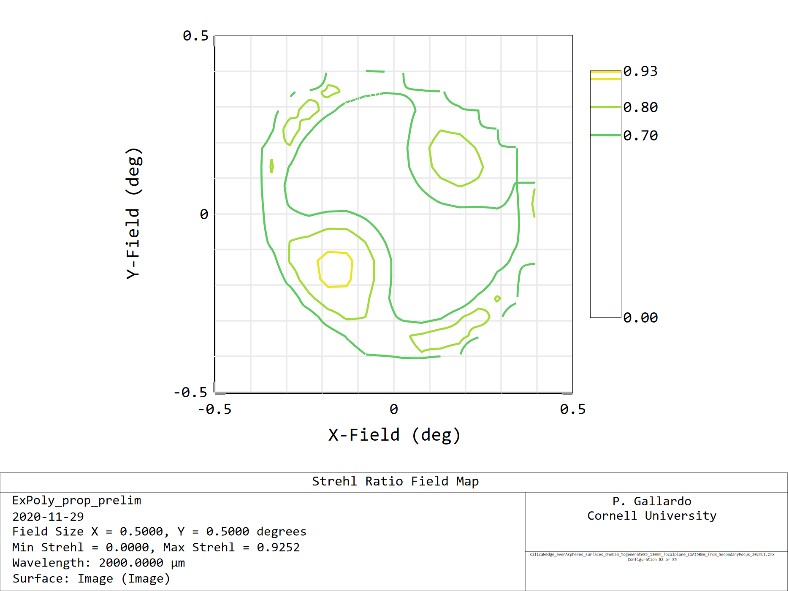 0.5
0
-0.5
Y-Field (deg)
-0.5
0
0.5
X-Field (deg)
0.93
0.80
0.70
0.00
Strehl Ratio Field Map
ExPoly_prop_prelim
2020-11-29
Field Size X = 0.5000, Y = 0.5000 degrees
Min Strehl = 0.0000, Max Strehl = 0.9252
Wavelength: 2000.0000 µm
Surface: Image (Image)
P. Gallardo
Cornell University